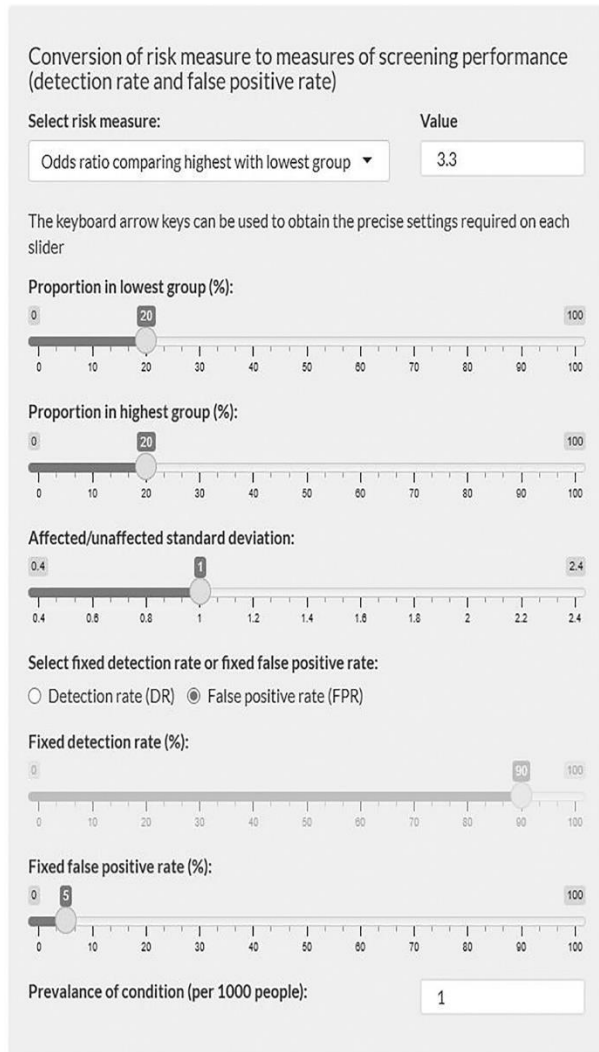 Conversion of risk measure to measures of screening performance
(detection rate and false positive rate)
Select risk measure: Value
Odds ratio comparing highest with lowest group 3.3
The keyboard arrow keys can be used to obtain the precise settings required on each
slider
Proportion in lowest group (%):
0 20 100
0 10 20 30 40 50 60 70 80 90 100
Proportion in highest group (%):
0 20 100
0 10 20 30 40 50 60 70 80 90 100
Affected/unaffected standard deviation:
0.4 1 2.4
0.4 0.6 0.8 1 1.2 1.4 1.6 1.8 2 2.2 2.4
Select fixed detection rate or fixed false positive rate:
Detection rate (DR) False positive rate (FPR)
Fixed detection rate (%):
0 90 100
0 10 20 30 40 50 60 70 80 90 100
Fixed false positive rate (%):
0 5 100
0 10 20 30 40 50 60 70 80 90 100
Prevalance of condition (per 1000 people): 1